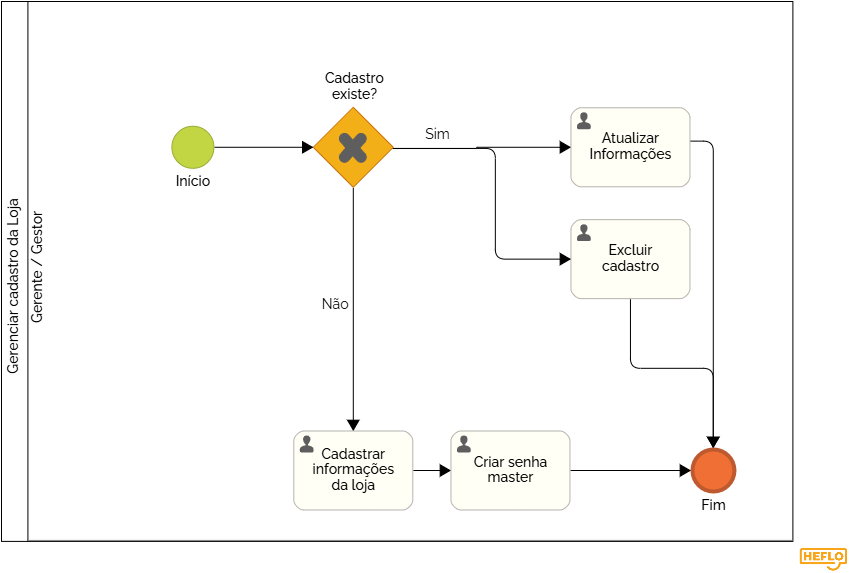 Gerenciar cadastro da Loja
Gerente / Gestor
Cadastro
existe?
Início
Sim
Atualizar
Informações
Excluir
cadastro
Não
Cadastrar
informações
da loja
Criar senha
master
Fim
HEFLO